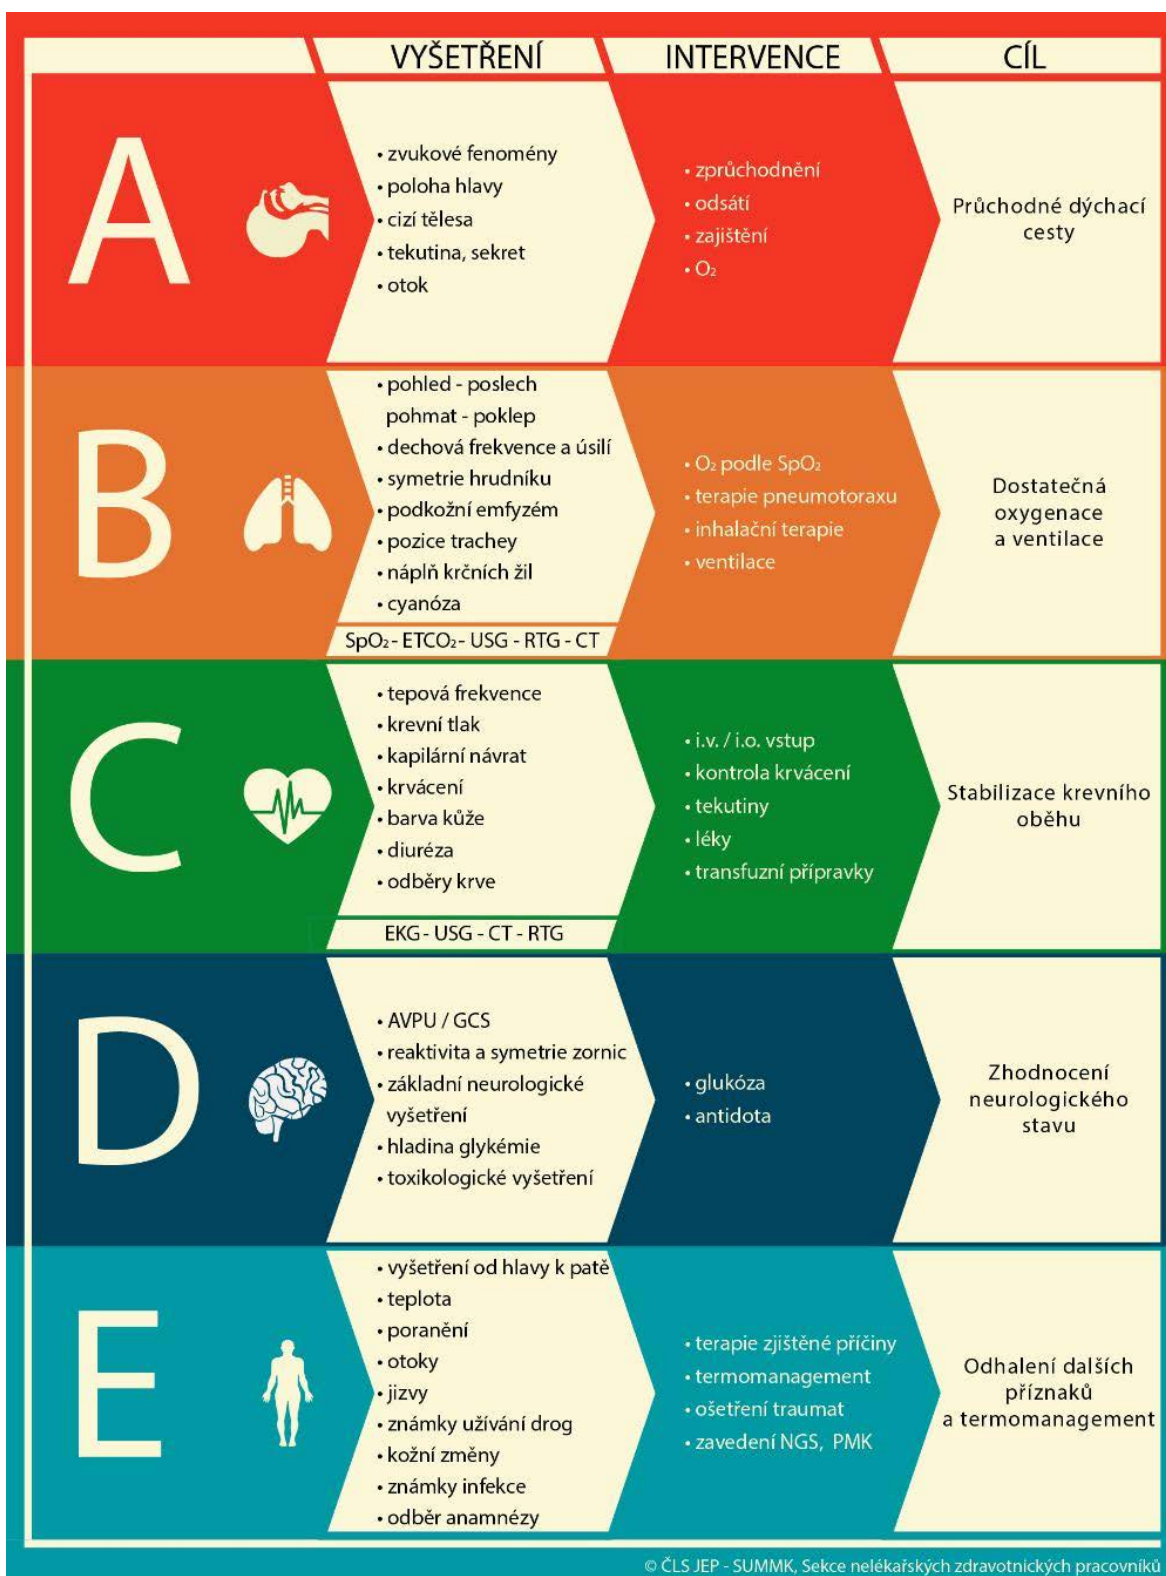 VYŠETŘENÍ
INTERVENCE
CÍL
A
• zvukové fenomény
• poloha hlavy
• cizí tělesa
• tekutina, sekret
• otok
• zprůchodnění
• odsátí
• zajištění
• O₂
Průchodné dýchací
cesty
B
• pohled - poslech
pohmat - poklep
• dechová frekvence a úsilí
• symetrie hrudníku
• podkožní emfyzém
• pozice trachey
• náplň krčních žil
• cyanóza
SpO₂ - ETCO₂ - USG - RTG - CT
• O₂ podle SpO₂
• terapie pneumotoraxu
• inhalační terapie
• ventilace
Dostatečná
oxygenace
a ventilace
C
• tepová frekvence
• krevní tlak
• kapilární návrat
• krvácení
• barva kůže
• diuréza
• odběry krve
EKG - USG - CT - RTG
• i.v. / i.o. vstup
• kontrola krvácení
• tekutiny
• léky
• transfuzní přípravky
Stabilizace krevního
oběhu
D
• AVPU / GCS
• reaktivita a symetrie zornic
• základní neurologické
vyšetření
• hladina glykémie
• toxikologické vyšetření
• glukóza
• antidota
Zhodnocení
neurologického
stavu
E
• vyšetření od hlavy k patě
• teplota
• poranění
• otoky
• jizvy
• známky užívání drog
• kožní změny
• známky infekce
• odběr anamnézy
• terapie zjištěné příčiny
• termomanagement
• ošetření traumat
• zavedení NGS, PMK
Odhalení dalších
příznaků
a termomanagement
© ČLS JEP - SUMMK, Sekce nelékařských zdravotnických pracovníků